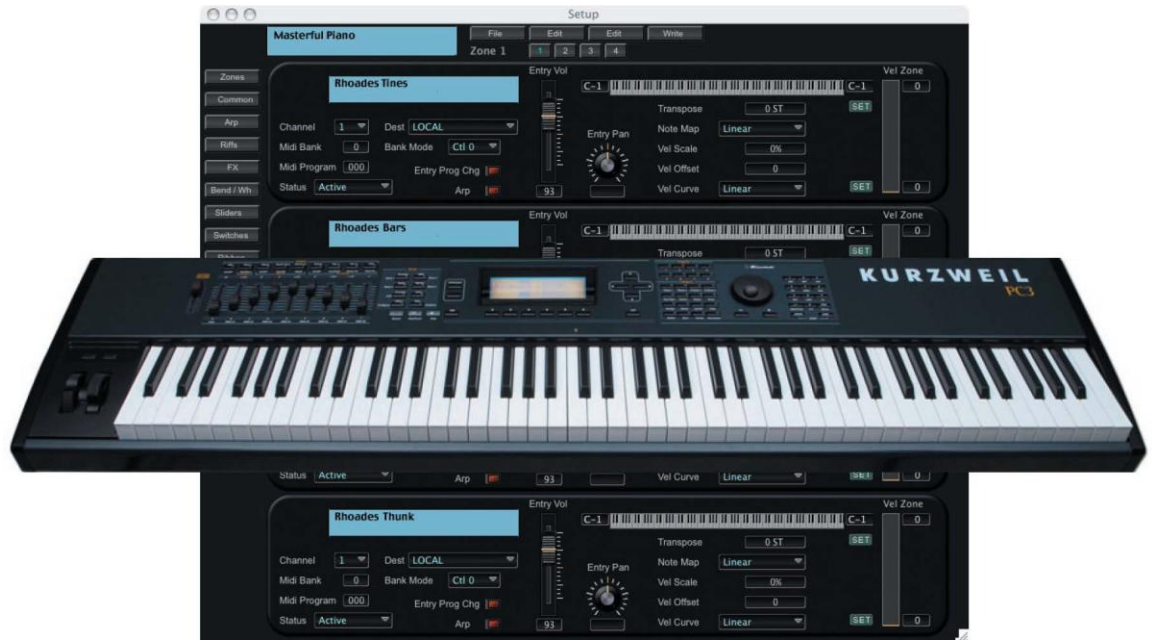 Setup
Masterful Piano
File Edit Edit Write
Zone 1 1 2 3 4
Zones
Common
Arp
Riffs
FX
Bend / Wh
Sliders
Switches
Rhoades Tines
Entry Vol
C-1 C-1
Vel Zone
0
SET
Transpose 0 ST
Channel 1 Dest LOCAL
Note Map Linear
Entry Pan
Midi Bank 0 Bank Mode Ctl 0
Vel Scale 0%
Midi Program 000 Entry Prog Chg
Vel Offset 0
Status Active Arp
93
Vel Curve Linear
SET 0
Rhoades Bars
Entry Vol
C-1 C-1
Vel Zone
0
SET
Transpose 0 ST
KURZWEIL
PC3
Status Active Arp
93
Vel Curve Linear
SET 0
Rhoades Thunk
Entry Vol
C-1 C-1
Vel Zone
0
SET
Transpose 0 ST
Channel 1 Dest LOCAL
Note Map Linear
Entry Pan
Midi Bank 0 Bank Mode Ctl 0
Vel Scale 0%
Midi Program 000 Entry Prog Chg
Vel Offset 0
Status Active Arp
93
Vel Curve Linear
SET 0